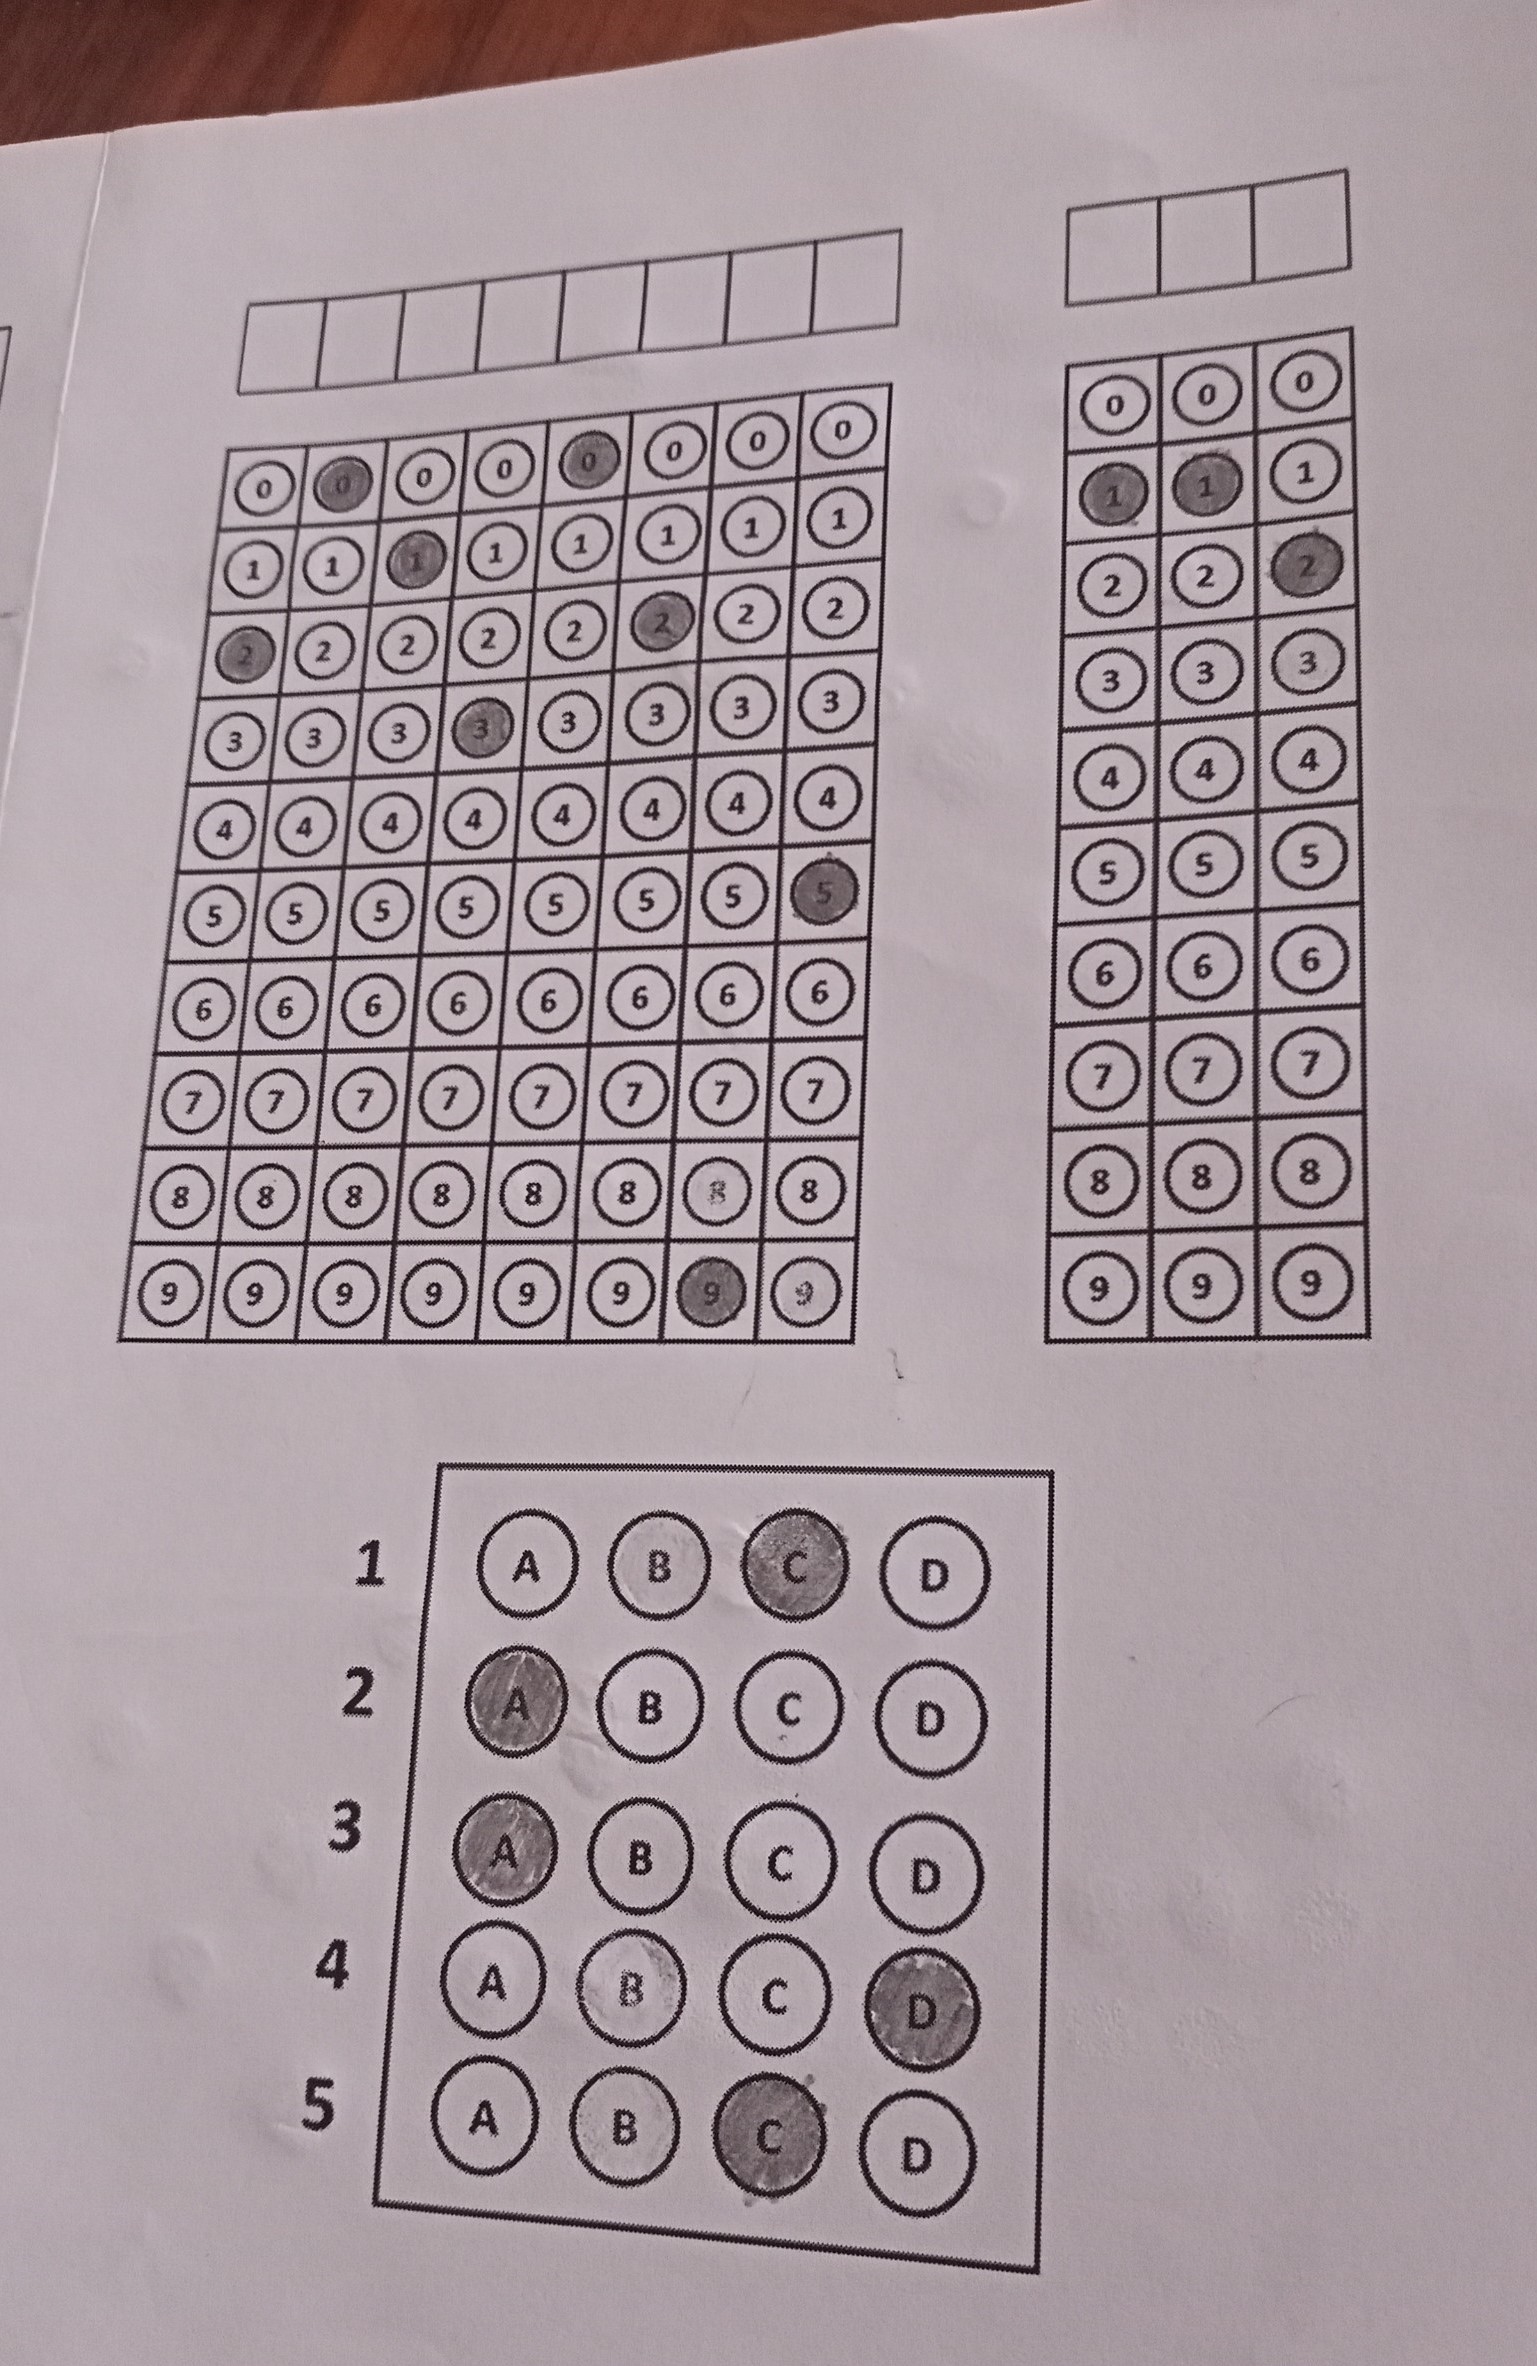 0 0 0 0 0 0 0 0
1 1 1 1 1 1 1 1
2 2 2 2 2 2 2 2
3 3 3 3 3 3 3 3
4 4 4 4 4 4 4 4
5 5 5 5 5 5 5 5
6 6 6 6 6 6 6 6
7 7 7 7 7 7 7 7
8 8 8 8 8 8 8 8
9 9 9 9 9 9 9 9
0 0 0
1 1 1
2 2 2
3 3 3
4 4 4
5 5 5
6 6 6
7 7 7
8 8 8
9 9 9
1 A B C D
2 A B C D
3 A B C D
4 A B C D
5 A B C D